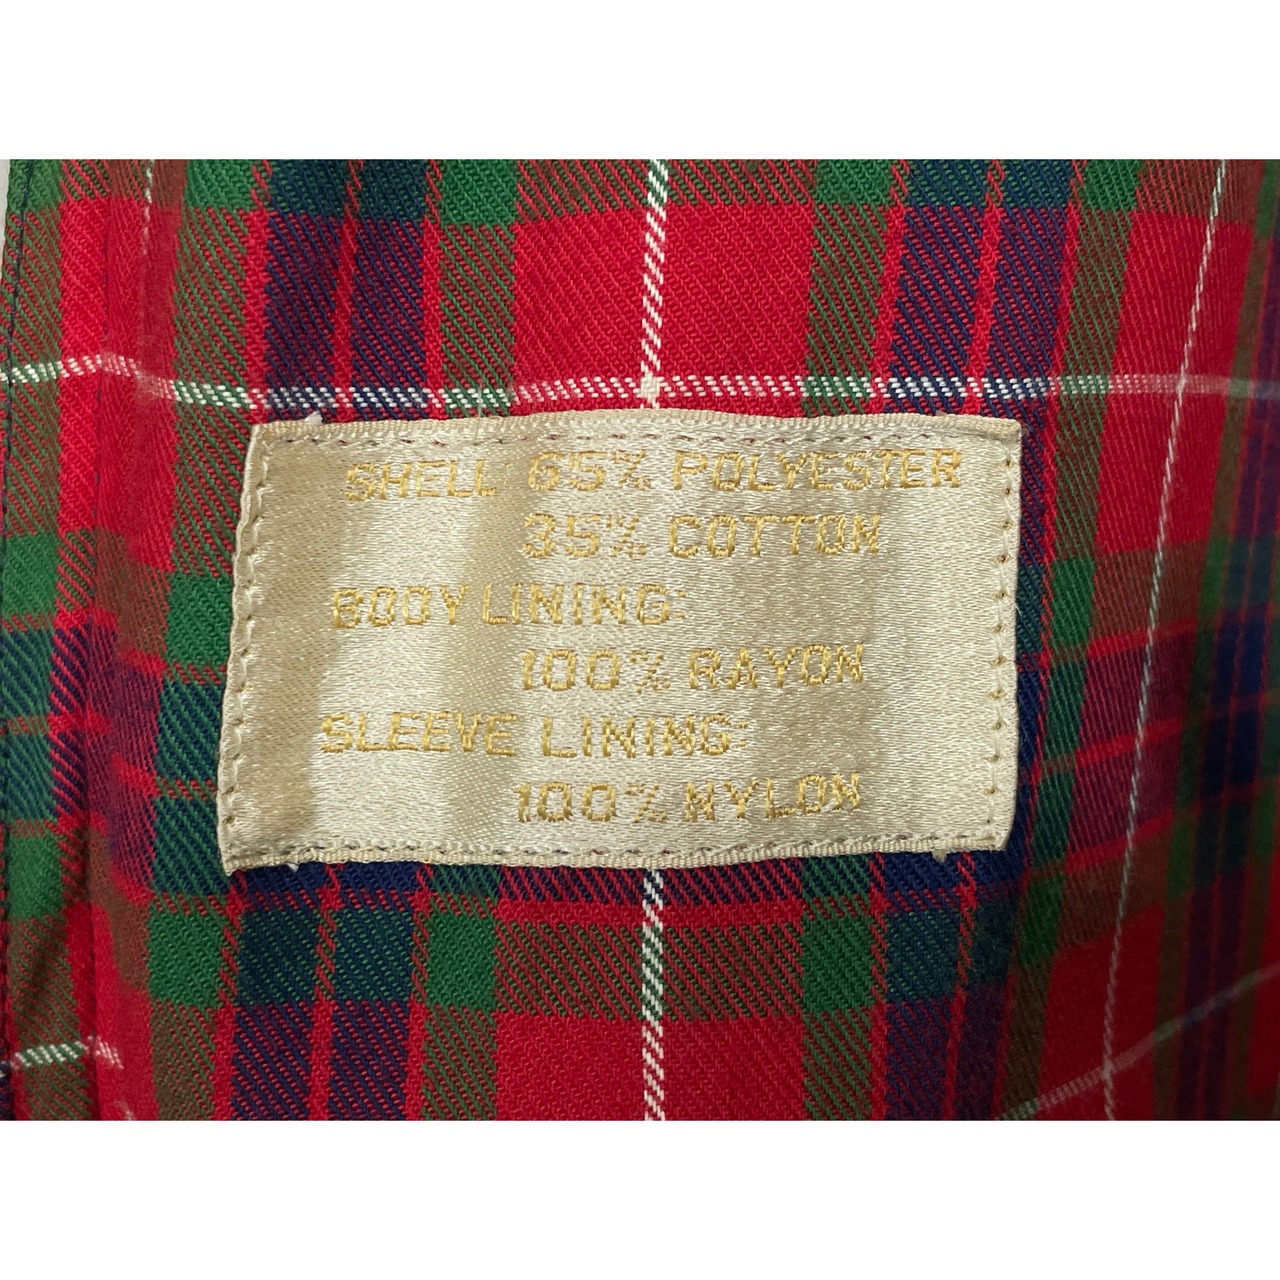 SHELL: 65% POLYESTER
35% COTTON
BODY LINING:
100% RAYON
SLEEVE LINING:
100% NYLON